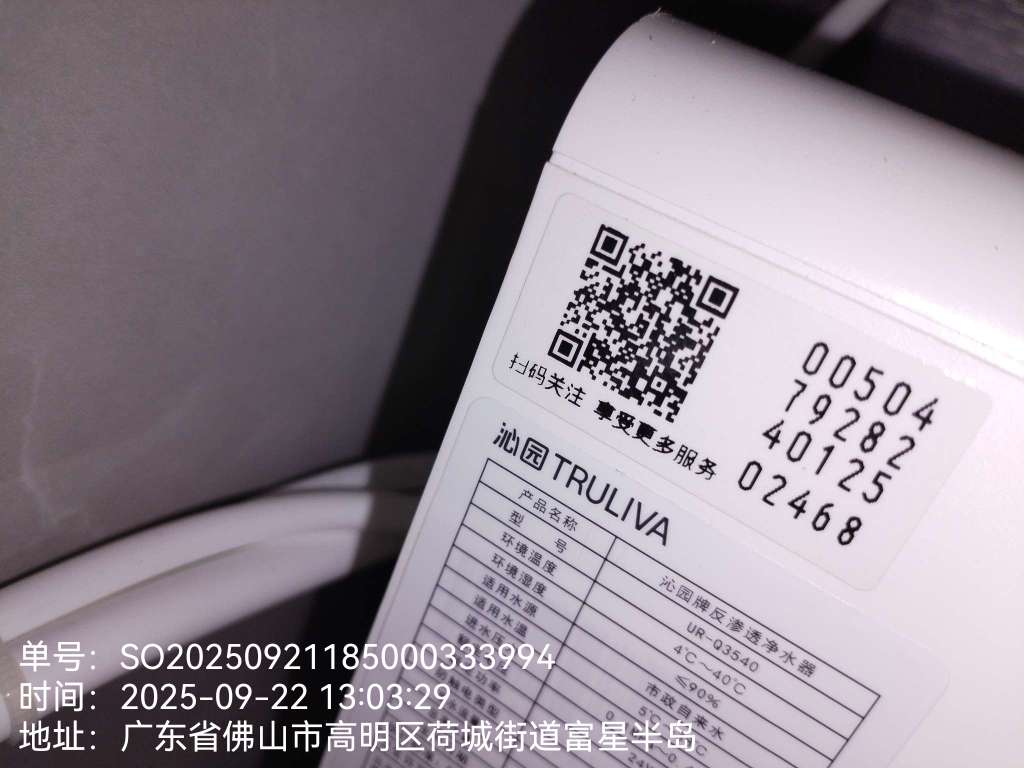 扫码关注 享受更多服务
00504
79282
40125
02468
沁园 TRULIVA
产品名称 沁园牌反渗透净水器
型 号 UR-Q3540
环境温度 4℃~40℃
环境湿度 ≤90%
适用水源 市政自来水
适用水温
进水压
单号：SO20250921185000333994
时间：2025-09-22 13:03:29
地址：广东省佛山市高明区荷城街道富星半岛